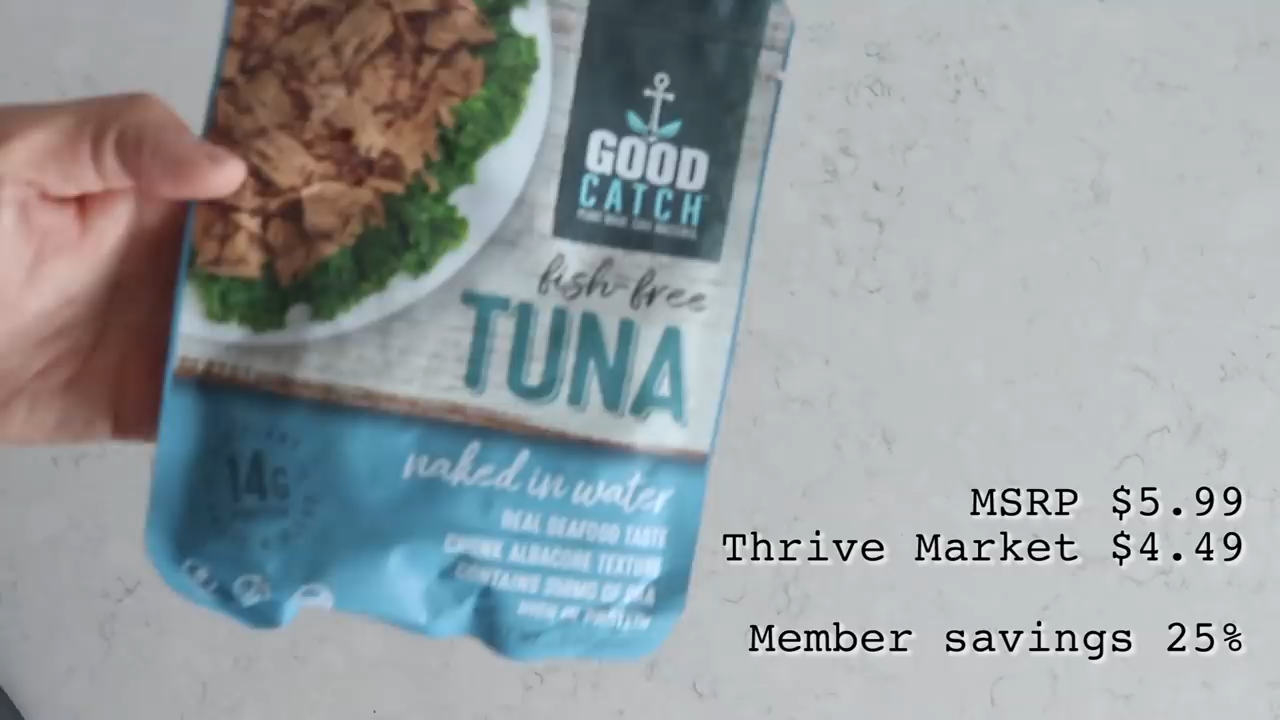 GOOD
CATCH
fish-free
TUNA
naked in water
14G
REAL SEAFOOD TASTE
CHUNK ALBACORE TEXTURE
MSRP $5.99
Thrive Market $4.49
Member savings 25%